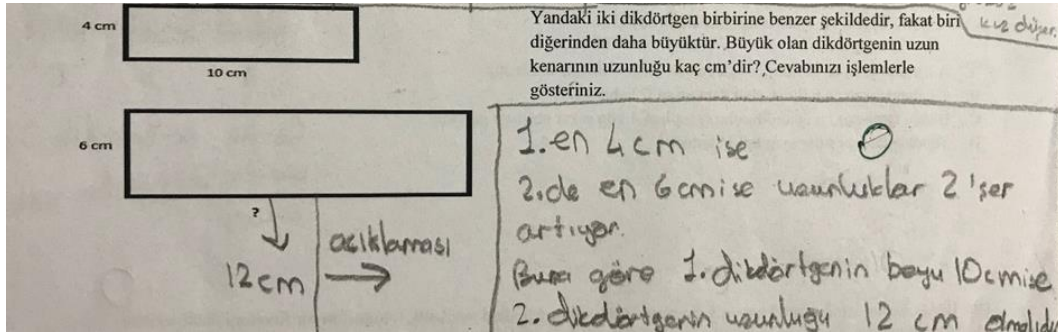 4 cm
10 cm
Yandaki iki dikdörtgen birbirine benzer şekildedir, fakat biri
diğerinden daha büyüktür. Büyük olan dikdörtgenin uzun
kenarının uzunluğu kaç cm'dir? Cevabınızı işlemlerle
gösteriniz.
6 cm
?
12 cm
açıklaması
1. en 4 cm ise
2. de en 6 cm ise uzunluklar 2'şer
artıyor.
Buna göre 1. dikdörtgenin boyu 10 cm ise
2. dikdörtgenin uzunluğu 12 cm